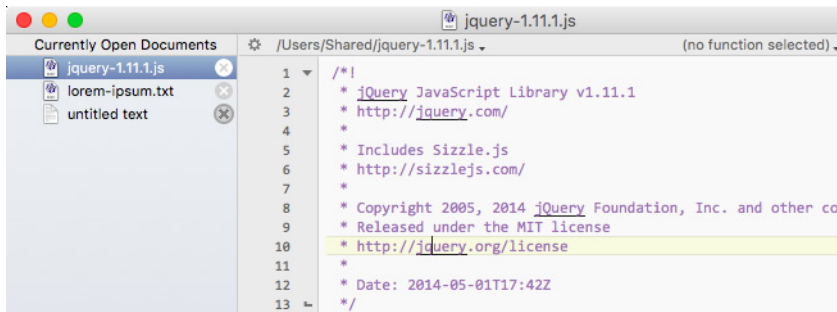 jquery-1.11.1.js
Currently Open Documents
/Users/Shared/jquery-1.11.1.js
(no function selected)
jquery-1.11.1.js
lorem-ipsum.txt
untitled text
1 /*!
2 * jQuery JavaScript Library v1.11.1
3 * http://jquery.com/
4 *
5 * Includes Sizzle.js
6 * http://sizzlejs.com/
7 *
8 * Copyright 2005, 2014 jQuery Foundation, Inc. and other co
9 * Released under the MIT license
10 * http://jquery.org/license
11 *
12 * Date: 2014-05-01T17:42Z
13 */